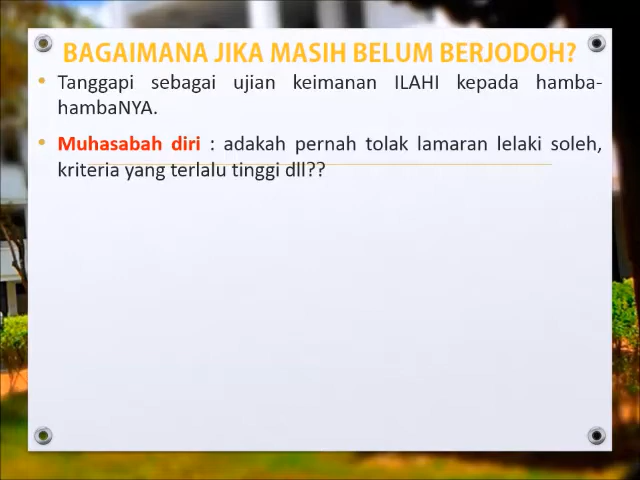 BAGAIMANA JIKA MASIH BELUM BERJODOH?
• Tanggapi sebagai ujian keimanan ILAHI kepada hamba-
hambaNYA.
• Muhasabah diri : adakah pernah tolak lamaran lelaki soleh,
kriteria yang terlalu tinggi dll??